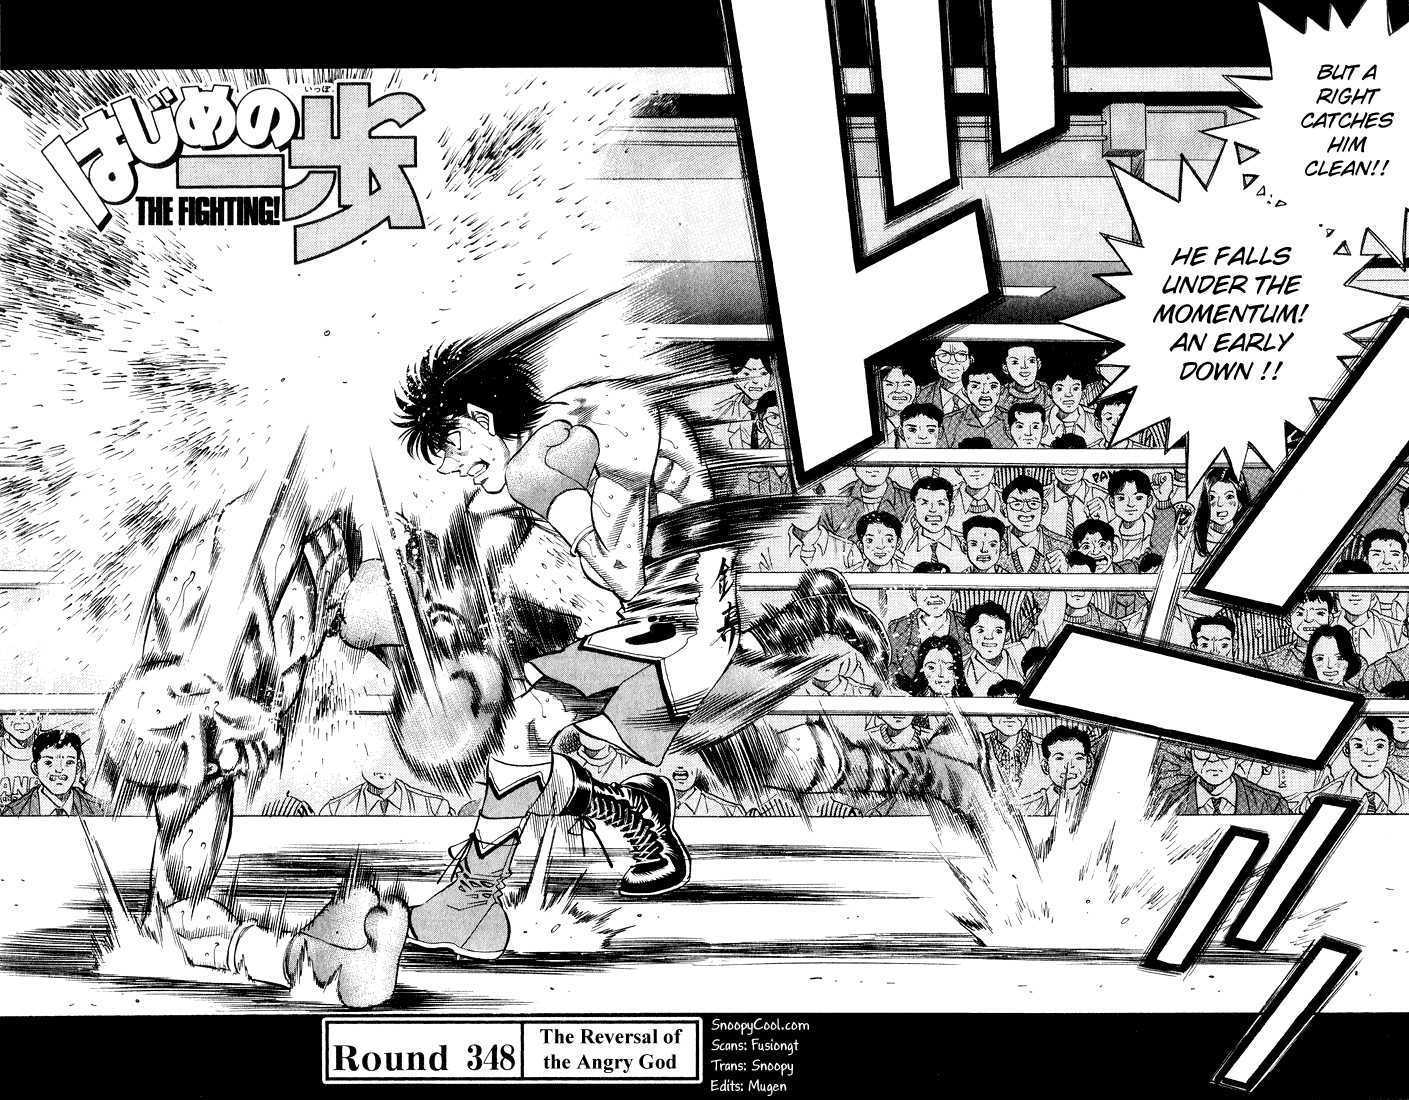 BUT A
RIGHT
CATCHES
HIM
CLEAN!!
HE FALLS
UNDER THE
MOMENTUM!
AN EARLY
DOWN !!
はじめの一歩
いっぽ
THE FIGHTING!
ド
ド
Round 348
The Reversal of
the Angry God
SnoopyCool.com
Scans: Fusiongt
Trans: Snoopy
Edits: Mugen